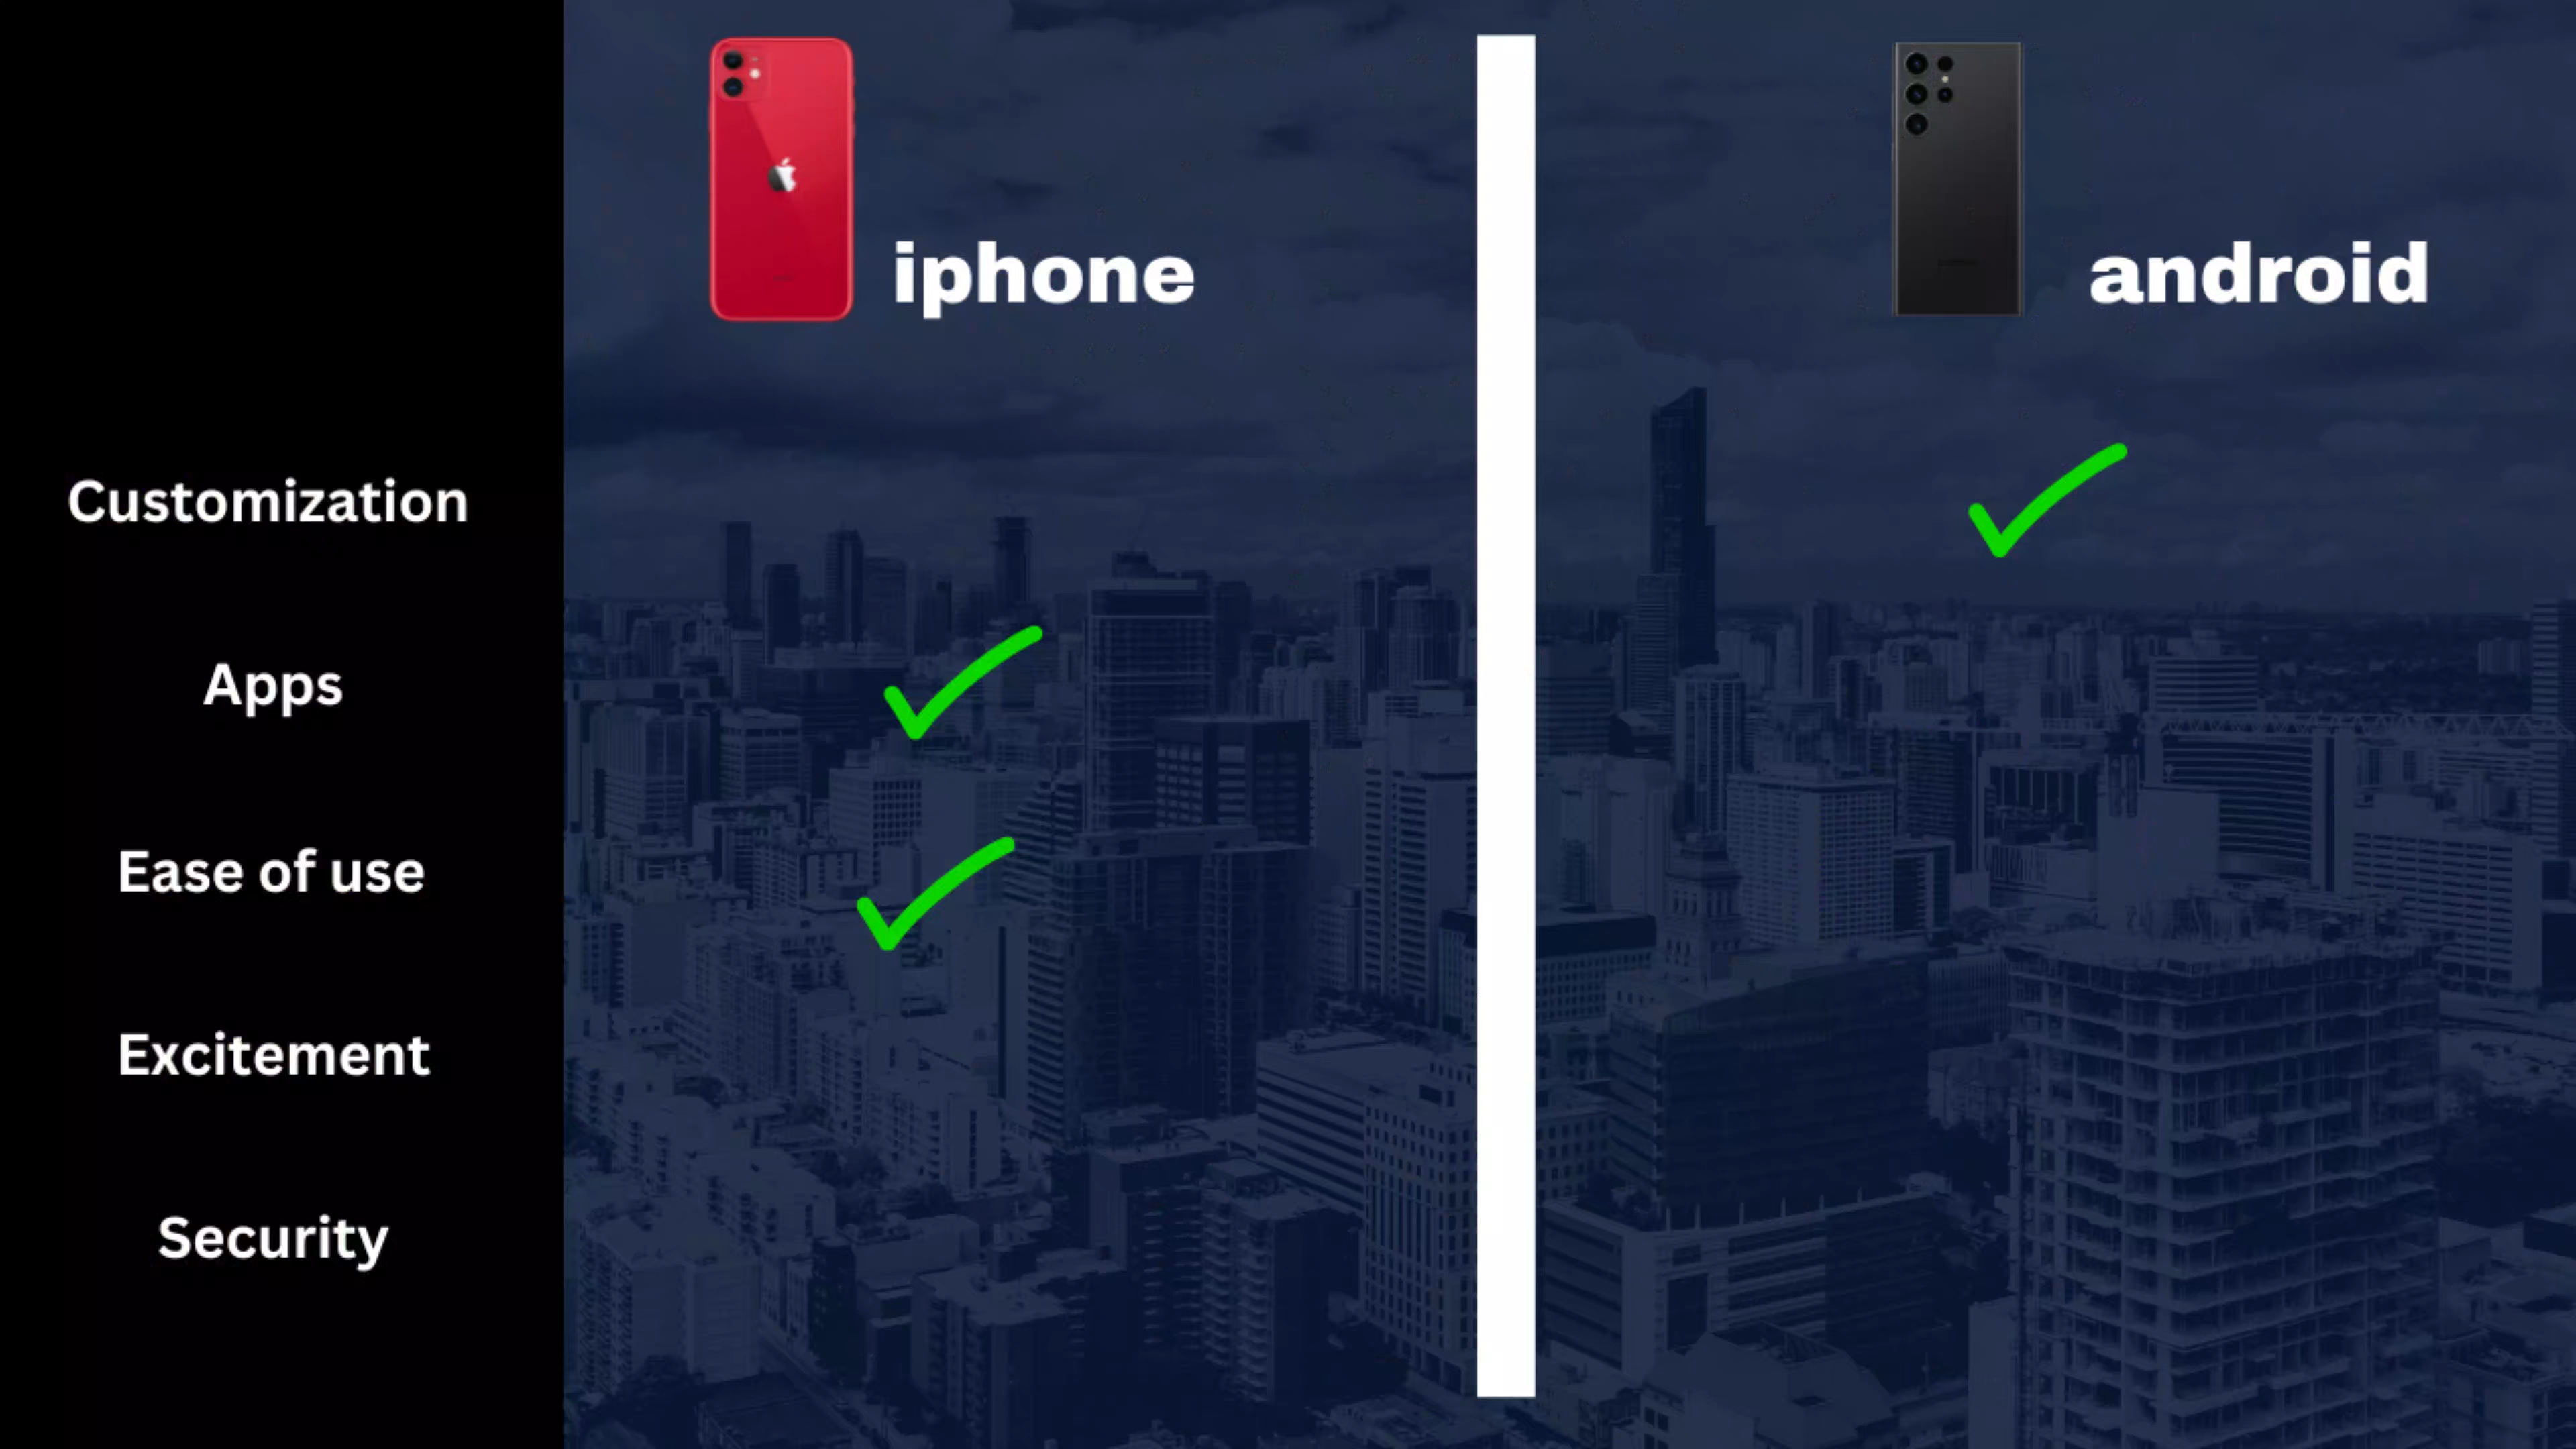 iphone
android
Customization
Apps
Ease of use
Excitement
Security